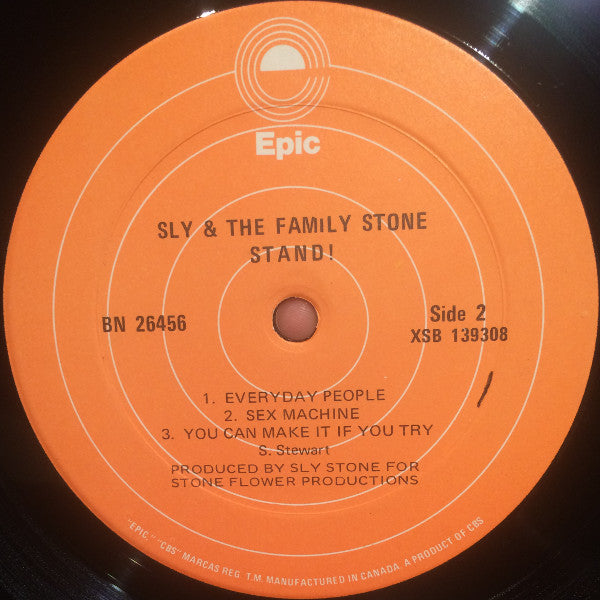 Epic
SLY & THE FAMILY STONE
STAND!
BN 26456
Side 2
XSB 139308
1. EVERYDAY PEOPLE
2. SEX MACHINE
3. YOU CAN MAKE IT IF YOU TRY
S. Stewart
PRODUCED BY SLY STONE FOR
STONE FLOWER PRODUCTIONS
"EPIC," "CBS" MARCAS REG. T.M. MANUFACTURED IN CANADA. A PRODUCT OF CBS